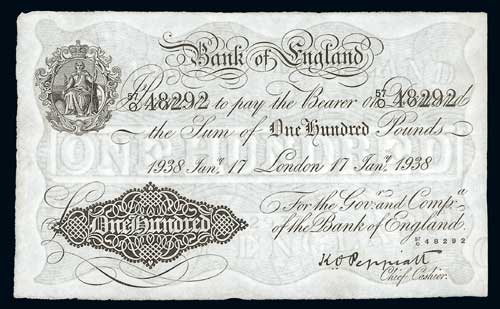 Bank of England
57/O 48292 57/O 48292
I Promise to pay the Bearer on Demand
the Sum of One Hundred Pounds
1938 Jan.y 17 London 17 Jan.y 1938
For the Gov.r and Comp.a
One Hundred
of the Bank of England.
57/O 48292
K O Peppiatt
Chief Cashier.